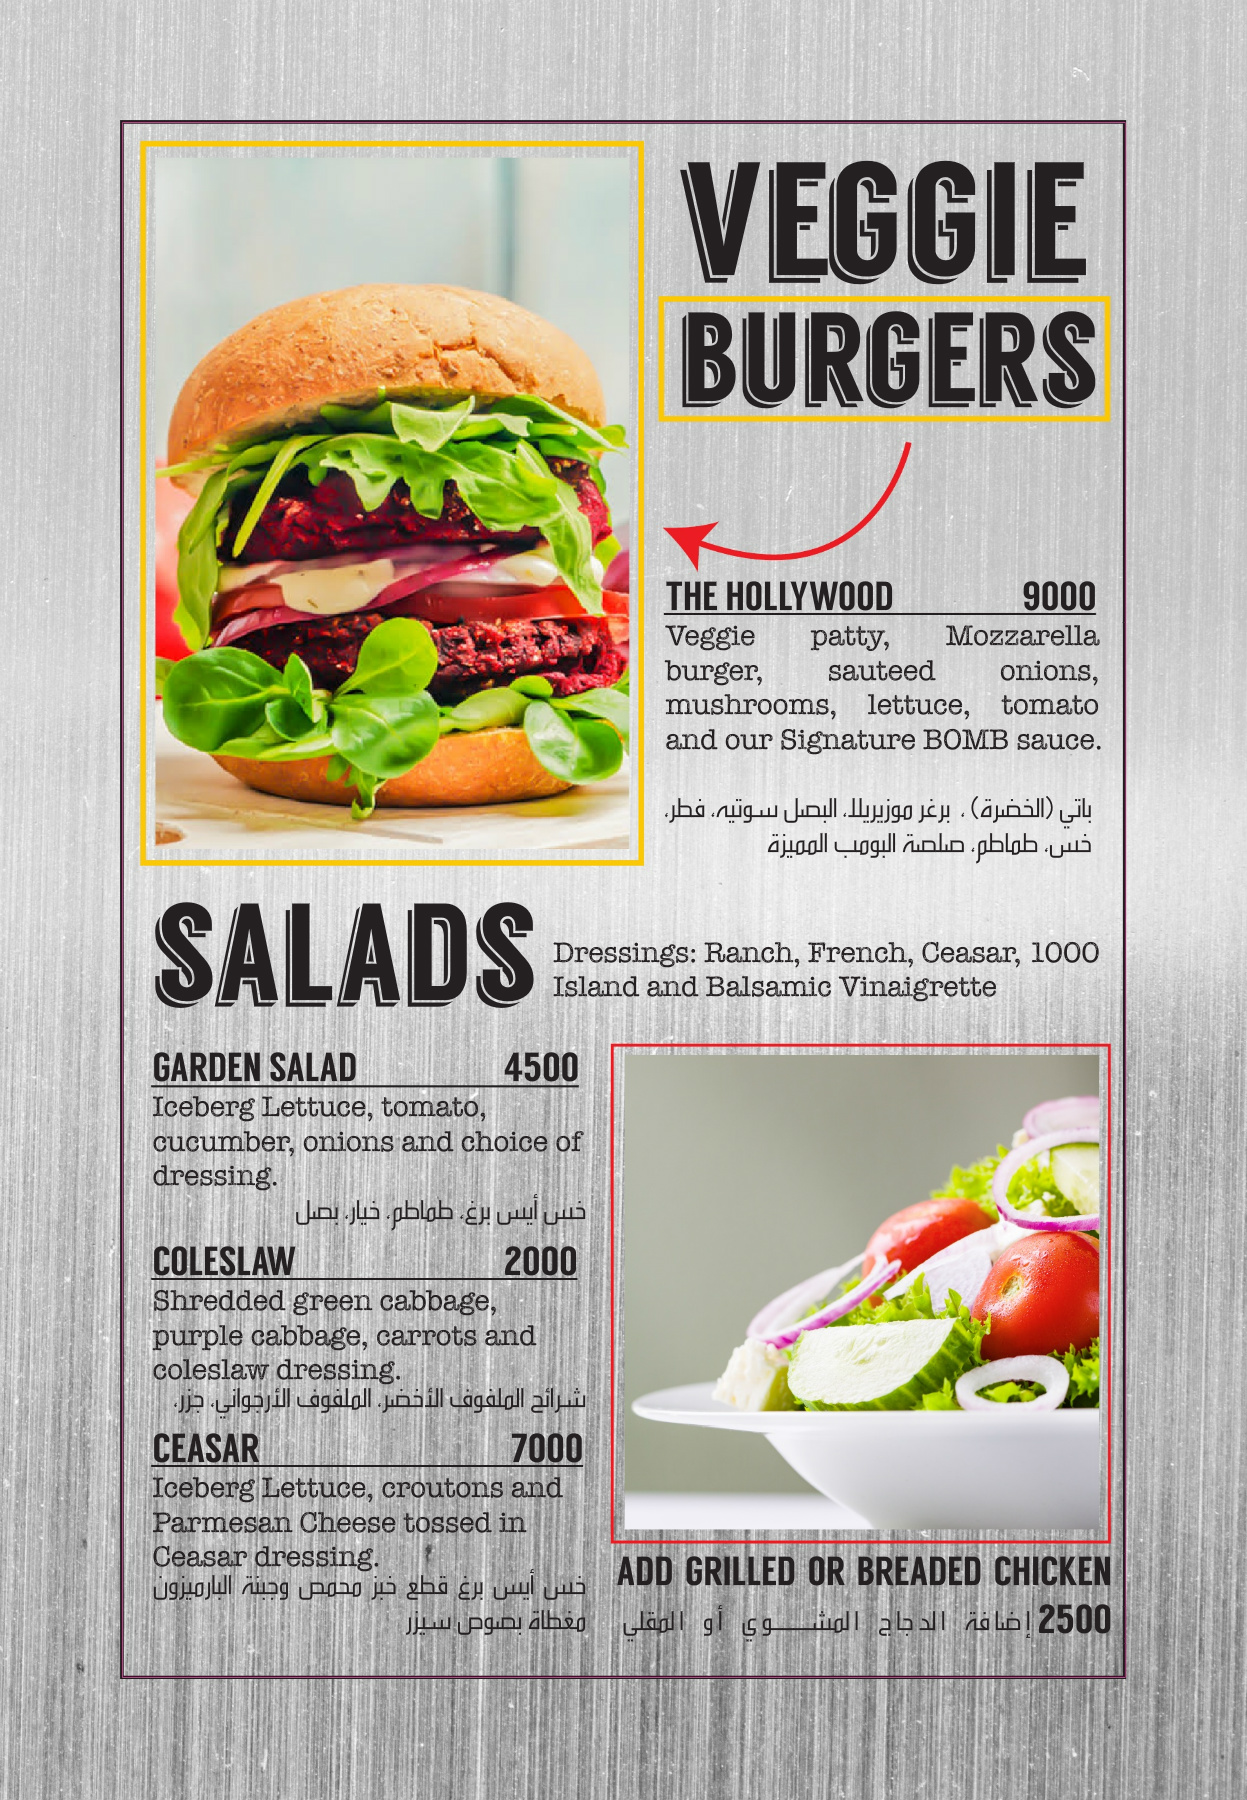 VEGGIE
BURGERS
THE HOLLYWOOD 9000
Veggie patty, Mozzarella
burger, sauteed onions,
mushrooms, lettuce, tomato
and our Signature BOMB sauce.
باتي (الخضرة) ، برغر موزيريلا، البصل سوتيه، فطر،
خس، طماطم، صلصة البومب المميزة
SALADS
Dressings: Ranch, French, Ceasar, 1000
Island and Balsamic Vinaigrette
GARDEN SALAD 4500
Iceberg Lettuce, tomato,
cucumber, onions and choice of
dressing.
خس أيس برغ، طماطم، خيار، بصل
COLESLAW 2000
Shredded green cabbage,
purple cabbage, carrots and
coleslaw dressing.
شرائح الملفوف الأخضر، الملفوف الأرجواني، جزر،
CEASAR 7000
Iceberg Lettuce, croutons and
Parmesan Cheese tossed in
Ceasar dressing.
خس أيس برغ قطع خبز محمص وجبنة البارميزون
مغطاة بصوص سيزر
ADD GRILLED OR BREADED CHICKEN
2500 إضافة الدجاج المشـــوي أو المقلي